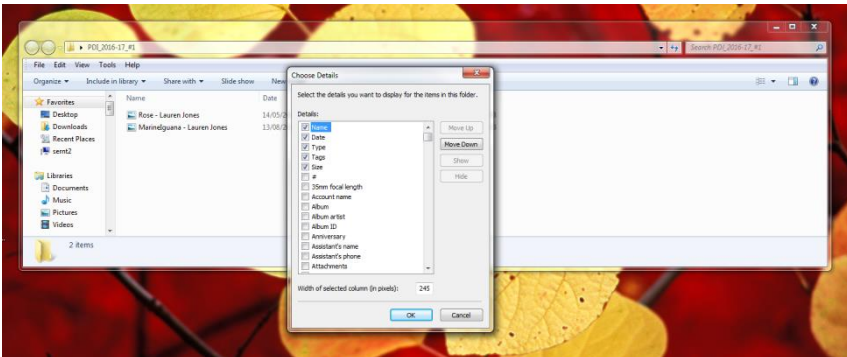 POI_2016-17_#1
Search POI_2016-17_#1
File Edit View Tools Help
Organize Include in library Share with Slide show New
Favorites
Desktop
Downloads
Recent Places
sernt2
Libraries
Documents
Music
Pictures
Videos
Name Date
Rose - Lauren Jones 14/05/2
MarineIguana - Lauren Jones 13/08/2
2 items
Choose Details
Select the details you want to display for the items in this folder.
Details:
Name
Date
Type
Tags
Size
#
35mm focal length
Account name
Album
Album artist
Album ID
Anniversary
Assistant's name
Assistant's phone
Attachments
Move Up
Move Down
Show
Hide
Width of selected column (in pixels): 245
OK Cancel